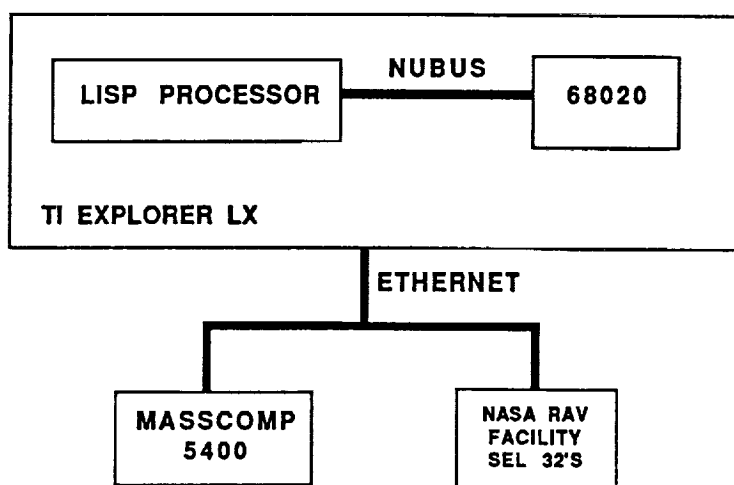 NUBUS
LISP PROCESSOR
68020
TI EXPLORER LX
ETHERNET
MASSCOMP
5400
NASA RAV
FACILITY
SEL 32'S